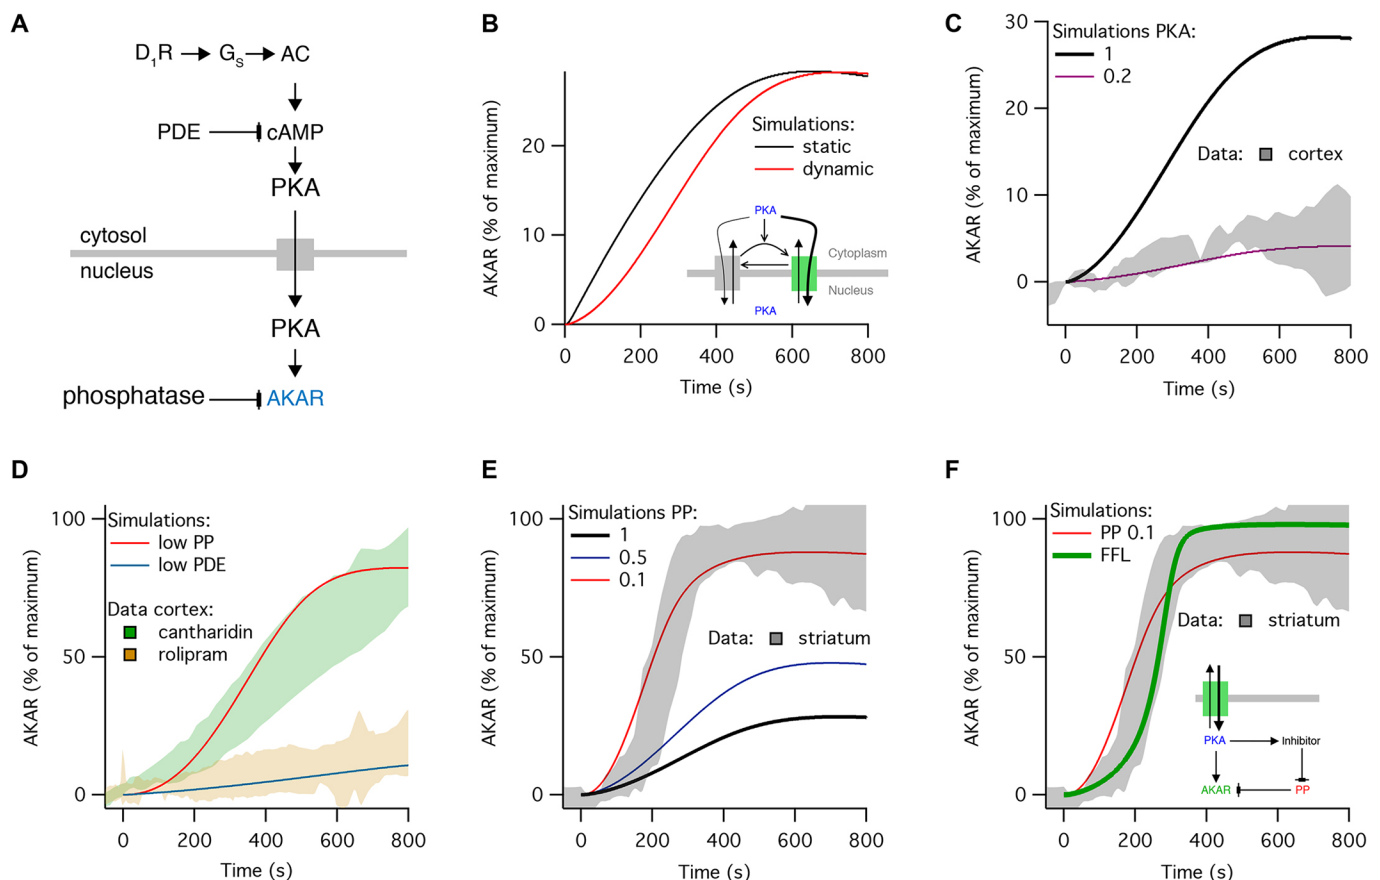 A
D1R → GS → AC
PDE cAMP
PKA
cytosol
nucleus
PKA
phosphatase AKAR
B
AKAR (% of maximum)
20
10
0
0 200 400 600 800
Time (s)
Simulations:
static
dynamic
PKA
Cytoplasm
Nucleus
PKA
C
AKAR (% of maximum)
30
20
10
0
0 200 400 600 800
Time (s)
Simulations PKA:
1
0.2
Data: cortex
D
AKAR (% of maximum)
100
50
0
0 200 400 600 800
Time (s)
Simulations:
low PP
low PDE
Data cortex:
cantharidin
rolipram
E
AKAR (% of maximum)
100
50
0
0 200 400 600 800
Time (s)
Simulations PP:
1
0.5
0.1
Data: striatum
F
AKAR (% of maximum)
100
50
0
0 200 400 600 800
Time (s)
Simulations:
PP 0.1
FFL
Data: striatum
PKA Inhibitor
AKAR PP